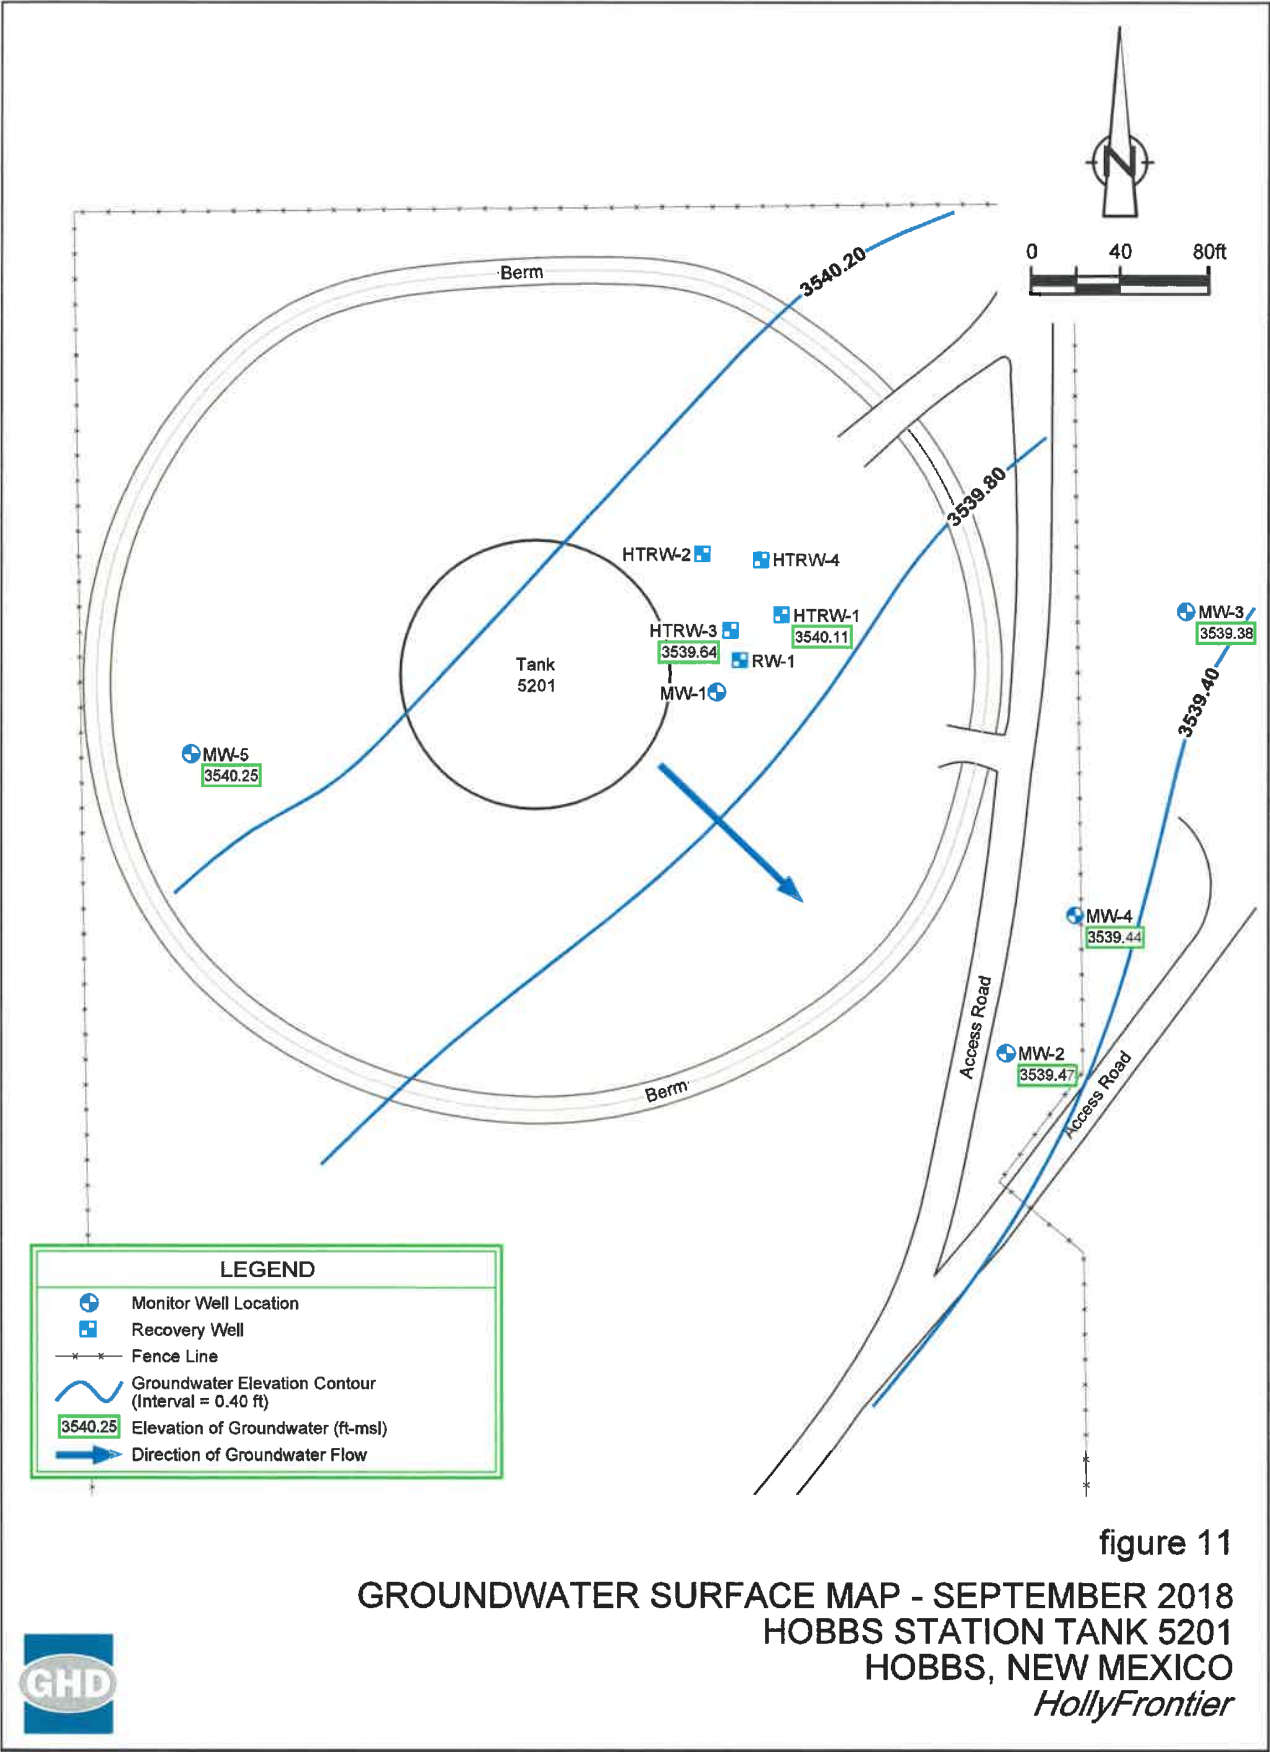 N
0 40 80ft
3540.20
Berm
3539.80
HTRW-2
HTRW-4
HTRW-1
3540.11
HTRW-3
3539.64
RW-1
MW-1
Tank
5201
MW-3
3539.38
3539.40
MW-5
3540.25
MW-4
3539.44
Access Road
MW-2
3539.47
Access Road
Berm
LEGEND
Monitor Well Location
Recovery Well
Fence Line
Groundwater Elevation Contour
(Interval = 0.40 ft)
3540.25 Elevation of Groundwater (ft-msl)
Direction of Groundwater Flow
figure 11
GROUNDWATER SURFACE MAP - SEPTEMBER 2018
HOBBS STATION TANK 5201
HOBBS, NEW MEXICO
HollyFrontier
GHD